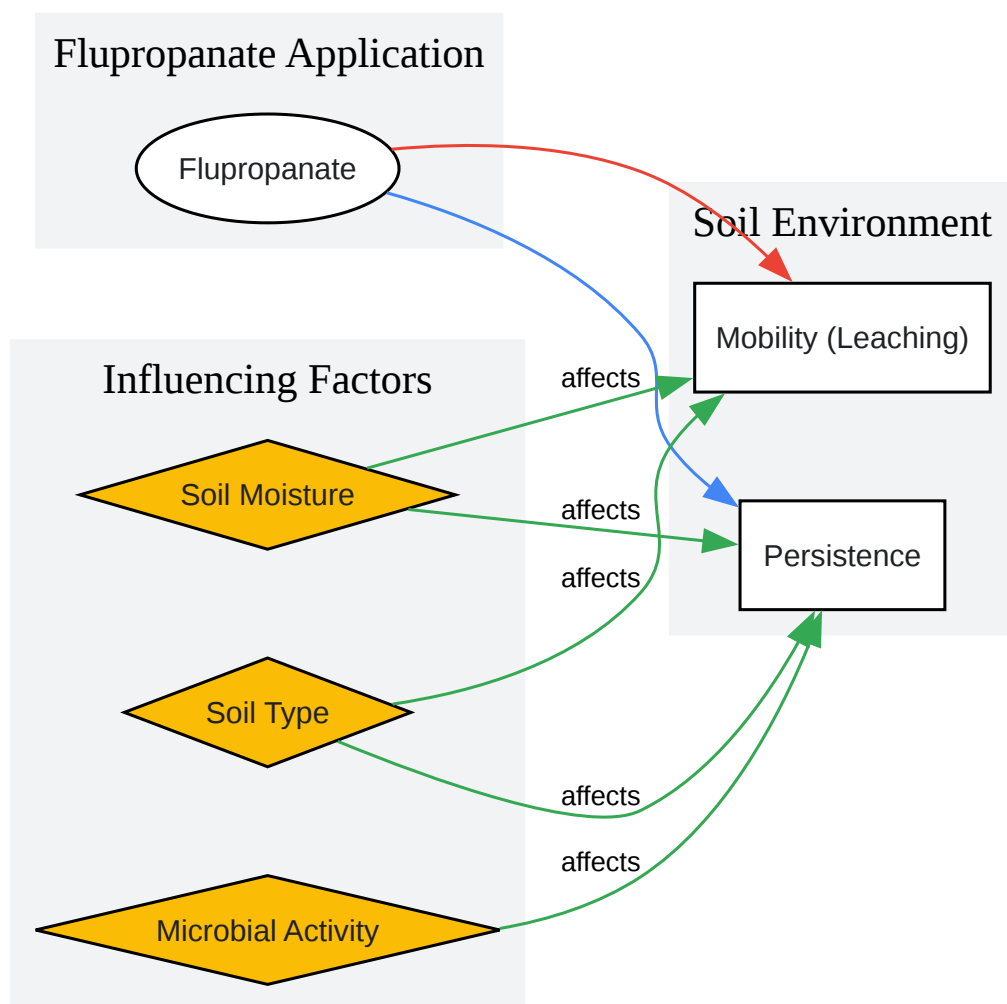 Flupropanate Application
Flupropanate
Soil Environment
Mobility (Leaching)
Influencing Factors
affects
Soil Moisture
affects
Persistence
affects
Soil Type
affects
affects
Microbial Activity